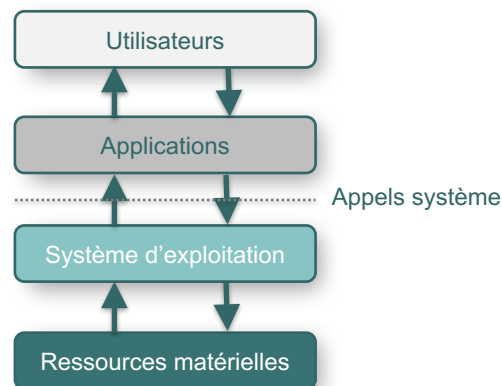 Utilisateurs
Applications
Appels système
Système d’exploitation
Ressources matérielles